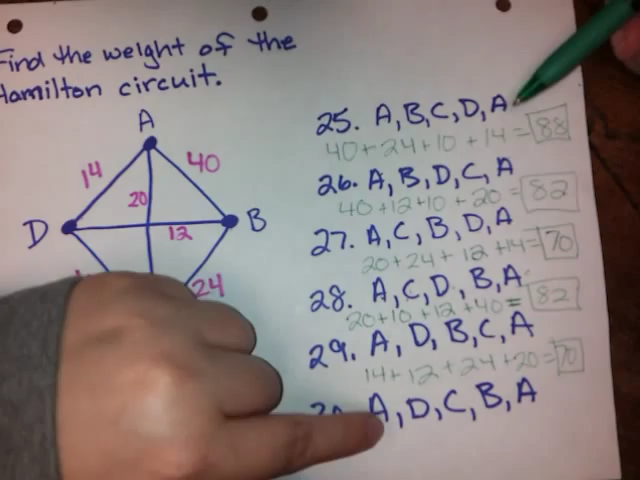 Find the weight of the
Hamilton circuit.
A
14
40
20
D
12
B
24
25. A, B, C, D, A
40+24+10+14=88
26. A, B, D, C, A
40+12+10+20=82
27. A, C, B, D, A
20+24+12+14=70
28. A, C, D, B, A
20+10+12+40=82
29. A, D, B, C, A
14+12+24+20=70
A, D, C, B, A